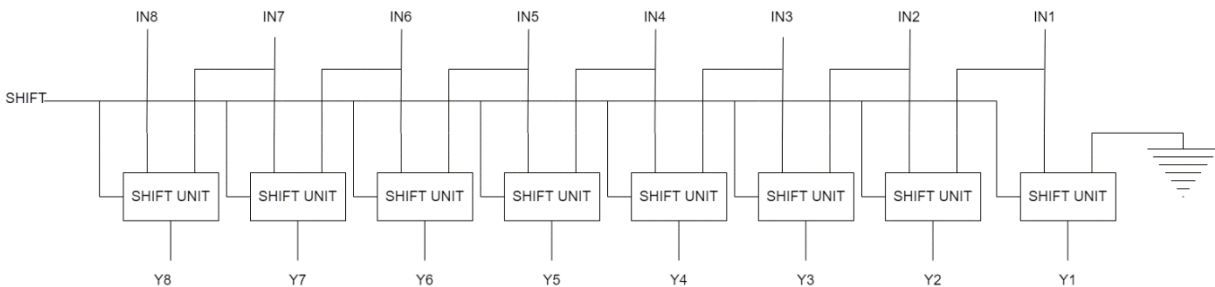 IN8 IN7 IN6 IN5 IN4 IN3 IN2 IN1
SHIFT
SHIFT UNIT SHIFT UNIT SHIFT UNIT SHIFT UNIT SHIFT UNIT SHIFT UNIT SHIFT UNIT SHIFT UNIT
Y8 Y7 Y6 Y5 Y4 Y3 Y2 Y1